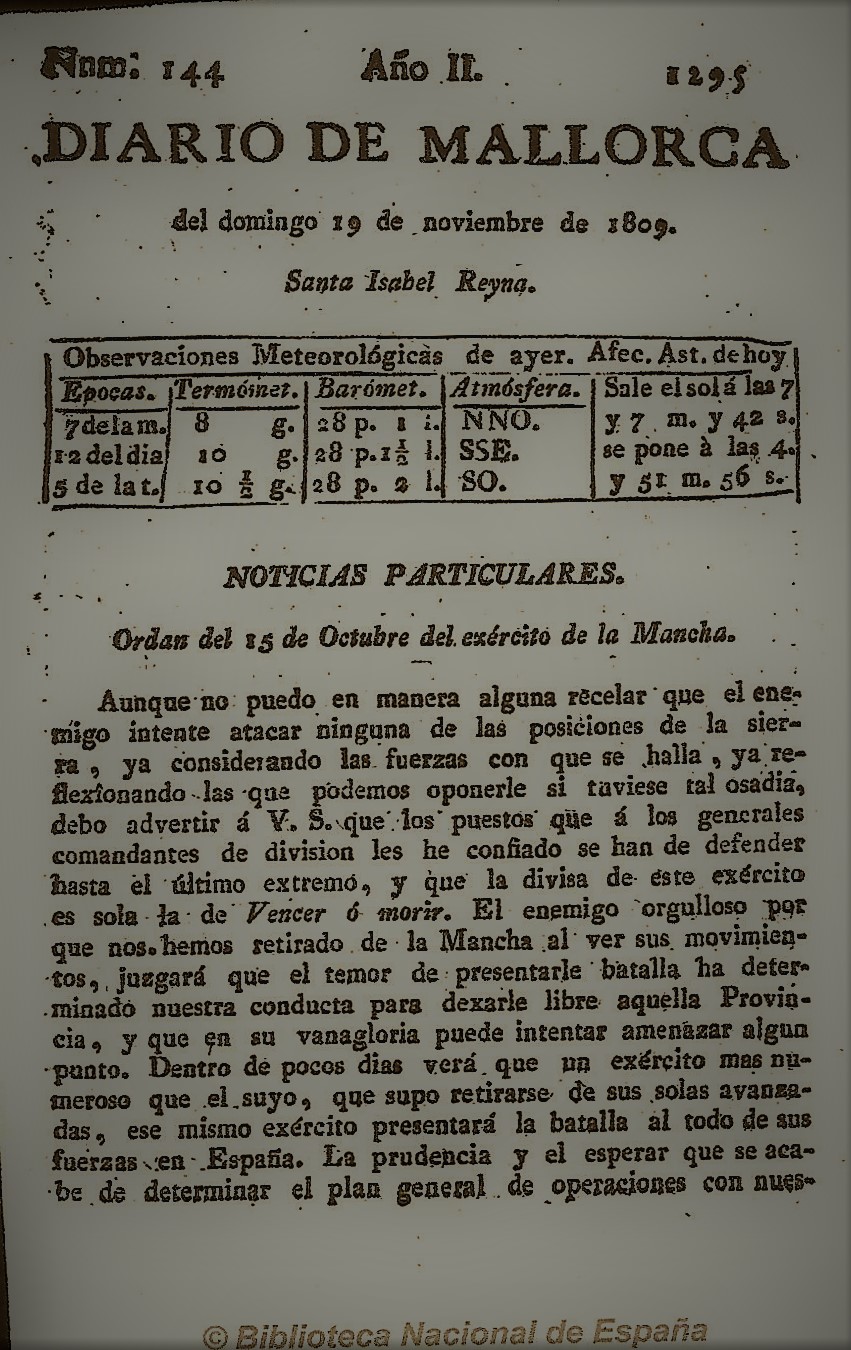 Num: 144 Año II. 1295
DIARIO DE MALLORCA
del domingo 19 de noviembre de 1809.
Santa Isabel Reyna.
Observaciones Meteorológicas de ayer. Afec. Ast. de hoy
Epocas. Termómet. Barómet. Atmósfera. Sale el sol á las 7
7 de la m. 8 g. 28 p. 1 i. NNO. y 7 m. y 42 s.
12 del dia 10 g. 28 p. 1½ l. SSE. se pone à las 4.
5 de la t. 10 ½ g. 28 p. 2 l. SO. y 51 m. 56 s.
NOTICIAS PARTICULARES.
Ordan del 15 de Octubre del exército de la Mancha.
Aunque no puedo en manera alguna recelar que el ene-
migo intente atacar ninguna de las posiciones de la sier-
ra, ya considerando las fuerzas con que se halla, ya re-
flexionando las que podemos oponerle si tuviese tal osadia,
debo advertir á V. S. que los puestos que á los generales
comandantes de division les he confiado se han de defender
hasta el último extremo, y que la divisa de este exército
es sola la de Vencer ó morir. El enemigo orgulloso por
que nos hemos retirado de la Mancha al ver sus movimien-
tos, juzgará que el temor de presentarle batalla ha deter-
minado nuestra conducta para dexarle libre aquella Provin-
cia, y que en su vanagloria puede intentar amenazar algun
punto. Dentro de pocos dias verá que un exército mas nu-
meroso que el suyo, que supo retirarse de sus solas avanza-
das, ese mismo exército presentará la batalla al todo de sus
fuerzas en España. La prudencia y el esperar que se aca-
be de determinar el plan general de operaciones con nues-
© Biblioteca Nacional de España